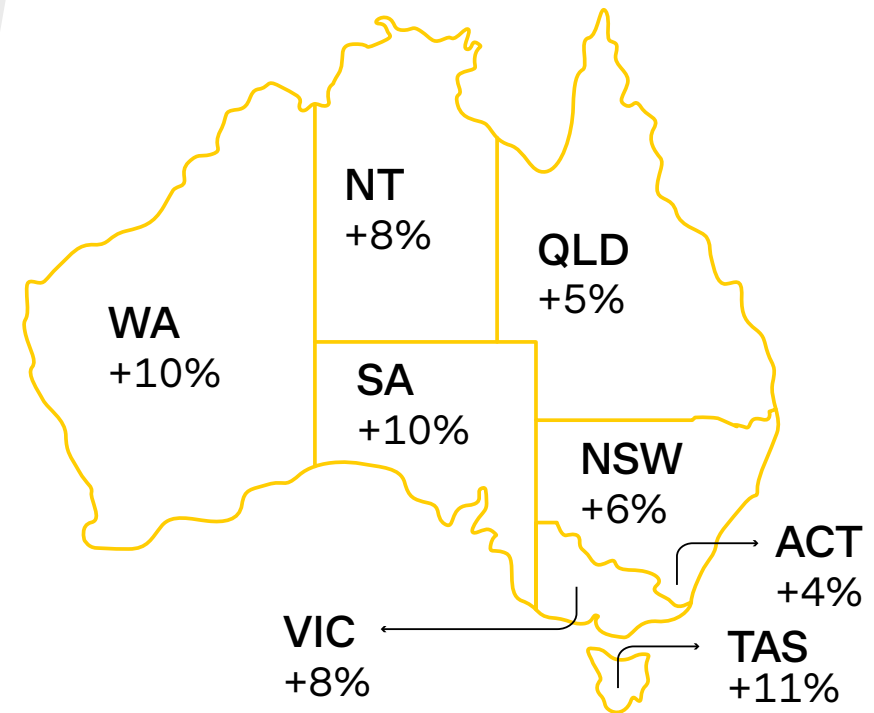 NT
+8%
QLD
+5%
WA
+10%
SA
+10%
NSW
+6%
ACT
+4%
VIC
+8%
TAS
+11%